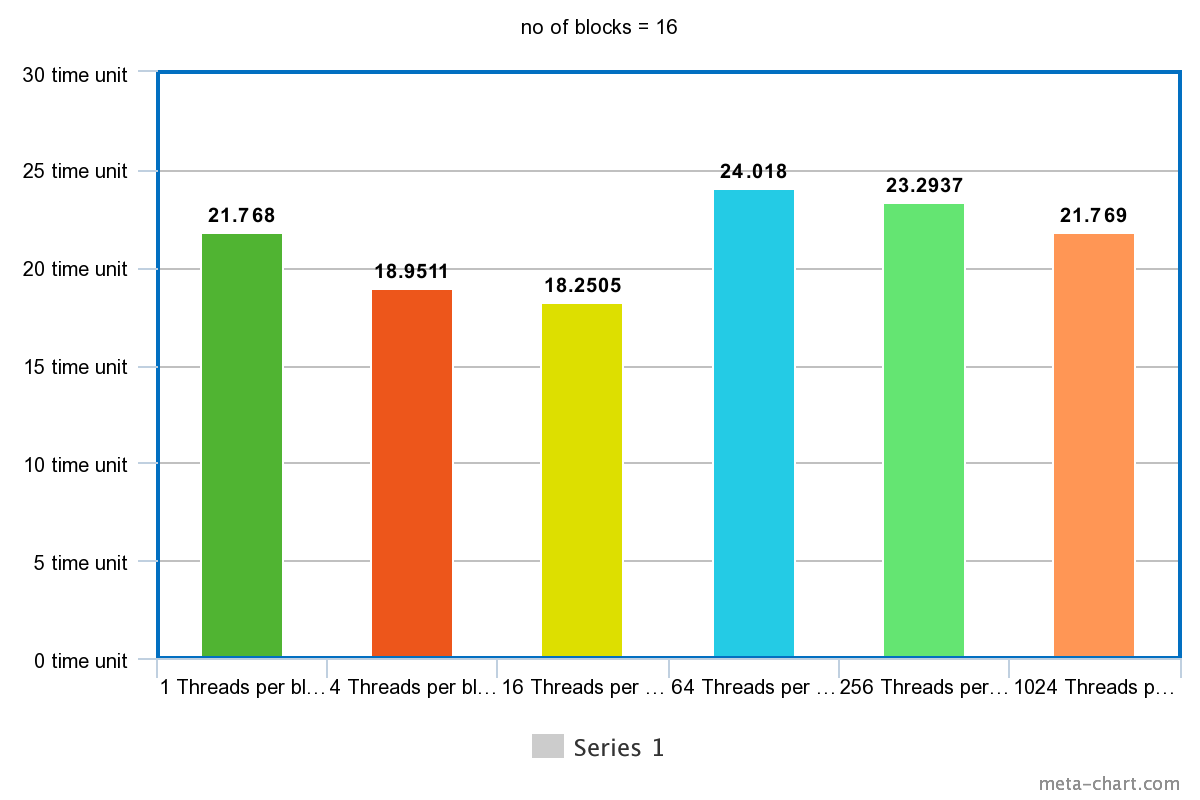 no of blocks = 16
30 time unit
25 time unit
20 time unit
15 time unit
10 time unit
5 time unit
0 time unit
21.768
18.9511
18.2505
24.018
23.2937
21.769
1 Threads per bl...
4 Threads per bl...
16 Threads per ...
64 Threads per ...
256 Threads per...
1024 Threads p...
Series 1
meta-chart.com